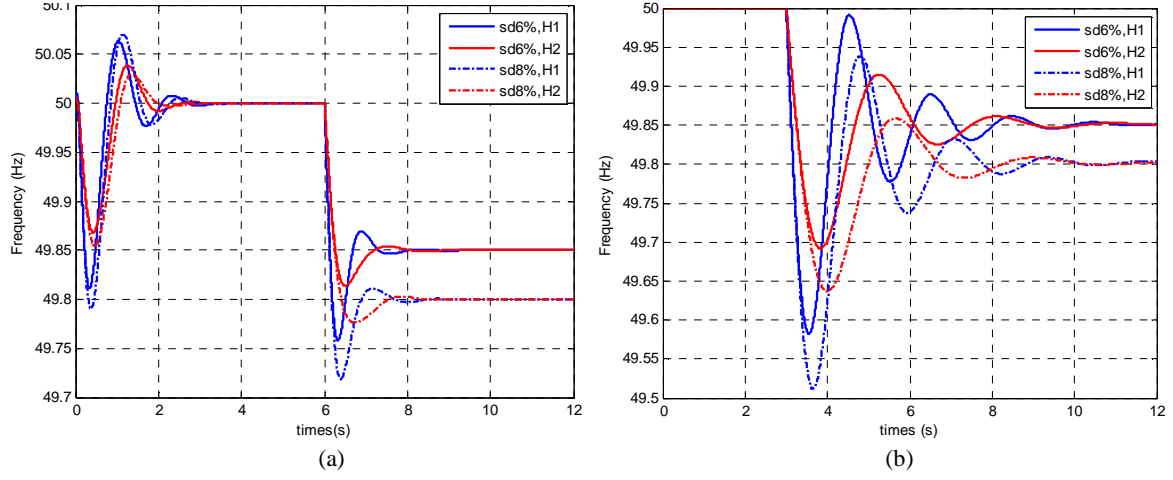 50.1
50.05
50
49.95
49.9
49.85
49.8
49.75
49.7
Frequency (Hz)
0 2 4 6 8 10 12
times(s)
sd6%,H1
sd6%,H2
sd8%,H1
sd8%,H2
(a)
50
49.95
49.9
49.85
49.8
49.75
49.7
49.65
49.6
49.55
49.5
Frequency (Hz)
0 2 4 6 8 10 12
times (s)
sd6%,H1
sd6%,H2
sd8%,H1
sd8%,H2
(b)